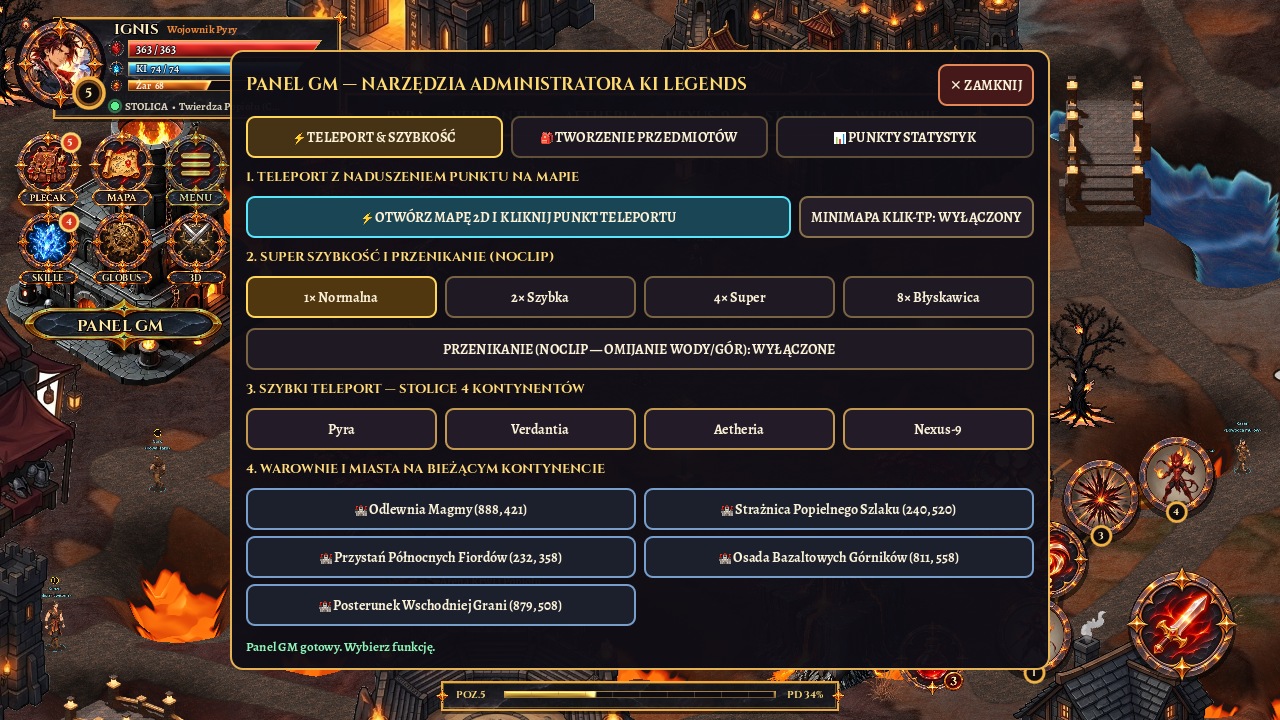 IGNIS Wojownik Pyry
363 / 363
KI 74 / 74
Żar 68
5
STOLICA • Twierdza P
5
PLECAK
MAPA
MENU
4
SKILLE
GLOBUS
3D
PANEL GM
PANEL GM — NARZĘDZIA ADMINISTRATORA KI LEGENDS
✕ ZAMKNIJ
⚡ TELEPORT & SZYBKOŚĆ
🎒 TWORZENIE PRZEDMIOTÓW
📊 PUNKTY STATYSTYK
1. TELEPORT Z NADUSZENIEM PUNKTU NA MAPIE
⚡ OTWÓRZ MAPĘ 2D I KLIKNIJ PUNKT TELEPORTU
MINIMAPA KLIK-TP: WYŁĄCZONY
2. SUPER SZYBKOŚĆ I PRZENIKANIE (NOCLIP)
1× Normalna
2× Szybka
4× Super
8× Błyskawica
PRZENIKANIE (NOCLIP — OMIJANIE WODY/GÓR): WYŁĄCZONE
3. SZYBKI TELEPORT — STOLICE 4 KONTYNENTÓW
Pyra
Verdantia
Aetheria
Nexus-9
4. WAROWNIE I MIASTA NA BIEŻĄCYM KONTYNENCIE
🏰 Odlewnia Magmy (888, 421)
🏰 Strażnica Popielnego Szlaku (240, 520)
🏰 Przystań Północnych Fiordów (232, 358)
🏰 Osada Bazaltowych Górników (811, 558)
🏰 Posterunek Wschodniej Grani (879, 508)
Panel GM gotowy. Wybierz funkcję.
4
3
3
1
POZ.5
PD 34%